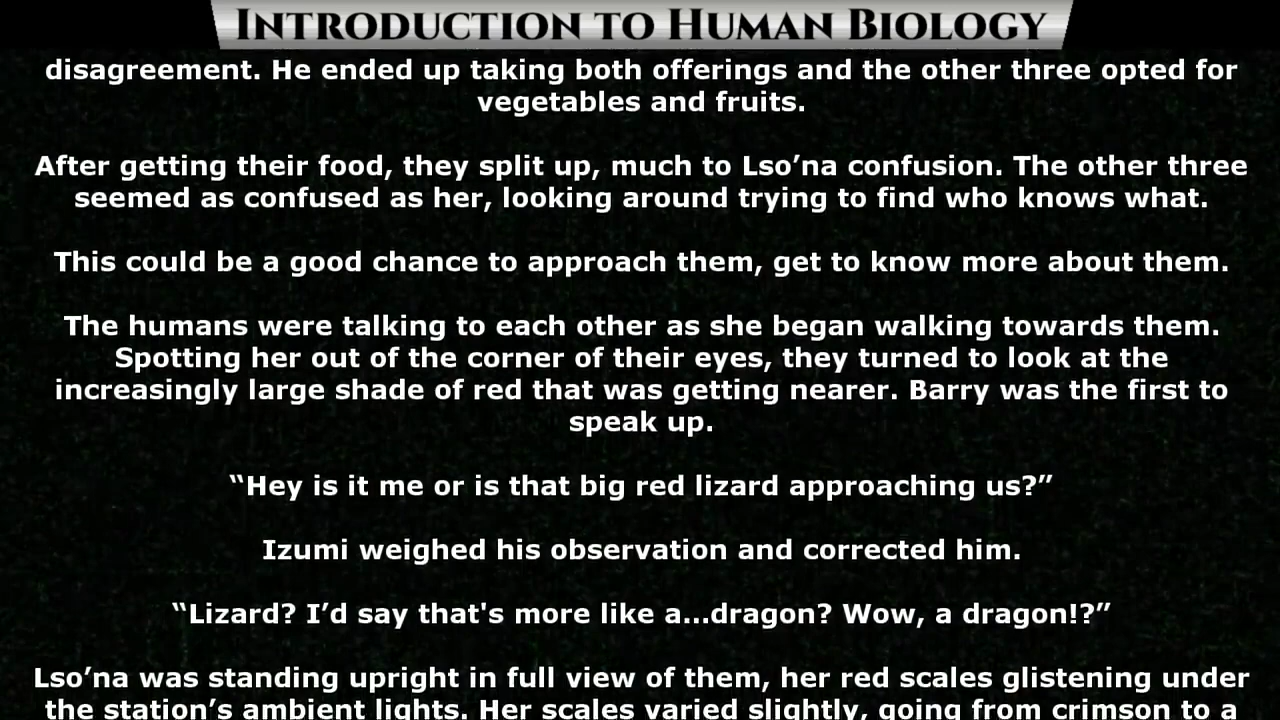 Introduction to Human Biology
disagreement. He ended up taking both offerings and the other three opted for
vegetables and fruits.
After getting their food, they split up, much to Lso’na confusion. The other three
seemed as confused as her, looking around trying to find who knows what.
This could be a good chance to approach them, get to know more about them.
The humans were talking to each other as she began walking towards them.
Spotting her out of the corner of their eyes, they turned to look at the
increasingly large shade of red that was getting nearer. Barry was the first to
speak up.
“Hey is it me or is that big red lizard approaching us?”
Izumi weighed his observation and corrected him.
“Lizard? I’d say that's more like a...dragon? Wow, a dragon!?”
Lso’na was standing upright in full view of them, her red scales glistening under
the station’s ambient lights. Her scales varied slightly, going from crimson to a